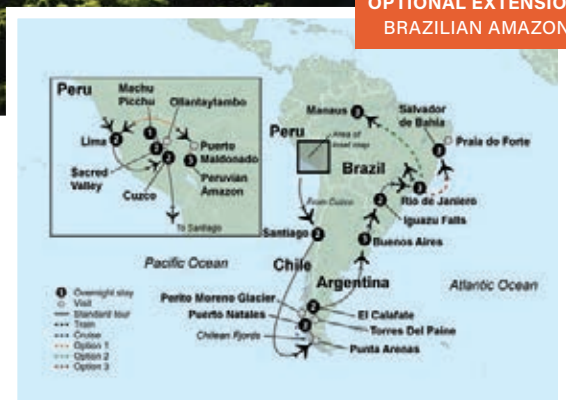 OPTIONAL EXTENSION
BRAZILIAN AMAZON
Peru
Machu
Picchu
Ollantaytambo
Lima
Puerto
Maldonado
Sacred
Valley
Peruvian
Amazon
Cuzco
To Santiago
Manaus
Salvador
de Bahia
Praia do Forte
Peru
Area of
inset map
Brazil
From Cuzco
Rio de Janiero
Iguazu Falls
Santiago
Buenos Aires
Pacific Ocean
Chile
Argentina
Atlantic Ocean
Perito Moreno Glacier
El Calafate
Puerto Natales
Torres Del Paine
Chilean Fjords
Punta Arenas
Overnight stay
Visit
Standard tour
Train
Cruise
Option 1
Option 2
Option 3